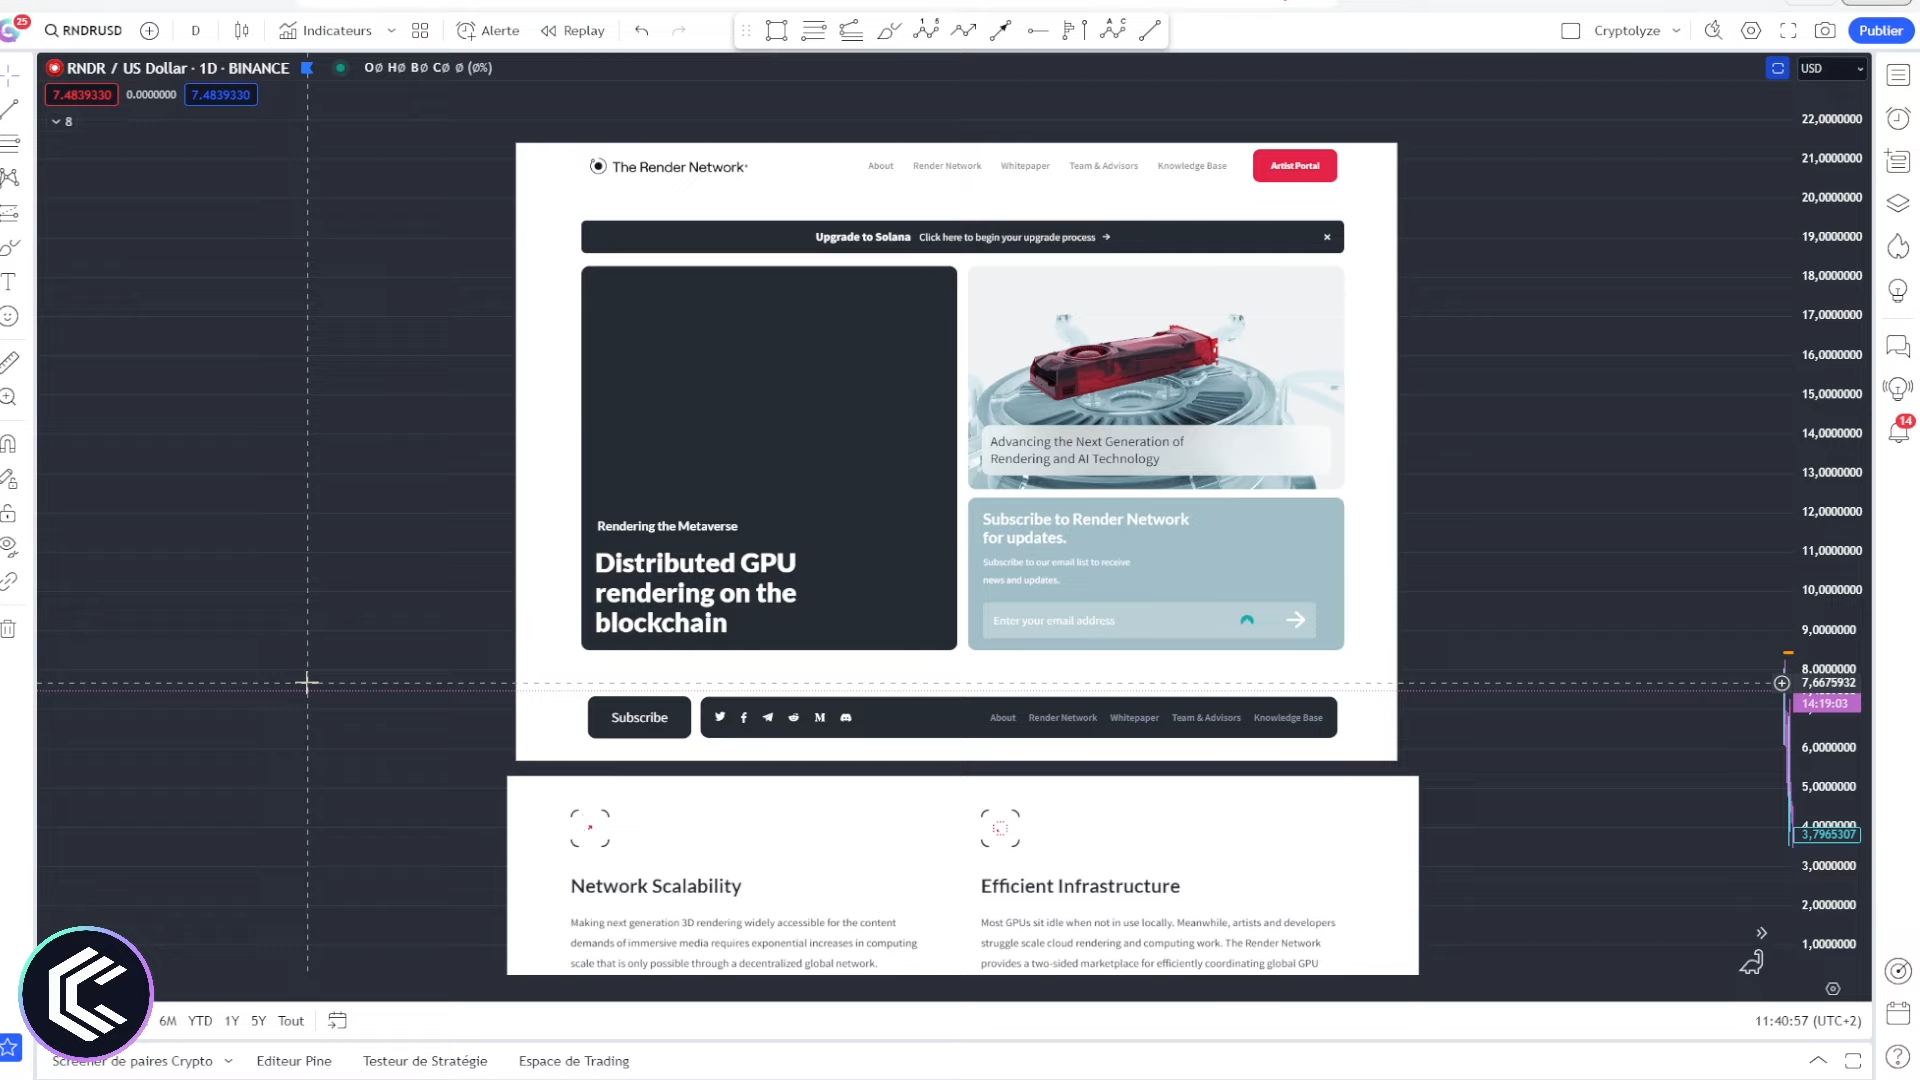 25
RNDRUSD
D
Indicateurs
Alerte
Replay
Cryptolyze
Publier
RNDR / US Dollar · 1D · BINANCE
OØ HØ BØ CØ Ø (Ø%)
USD
7.4839330
0.0000000
7.4839330
8
The Render Network
About
Render Network
Whitepaper
Team & Advisors
Knowledge Base
Artist Portal
Upgrade to Solana Click here to begin your upgrade process →
×
Advancing the Next Generation of
Rendering and AI Technology
Rendering the Metaverse
Distributed GPU
rendering on the
blockchain
Subscribe to Render Network
for updates.
Subscribe to our email list to receive
news and updates.
Enter your email address
Subscribe
About
Render Network
Whitepaper
Team & Advisors
Knowledge Base
Network Scalability
Making next generation 3D rendering widely accessible for the content
demands of immersive media requires exponential increases in computing
scale that is only possible through a decentralized global network.
Efficient Infrastructure
Most GPUs sit idle when not in use locally. Meanwhile, artists and developers
struggle scale cloud rendering and computing work. The Render Network
provides a two-sided marketplace for efficiently coordinating global GPU
22,0000000
21,0000000
20,0000000
19,0000000
18,0000000
17,0000000
16,0000000
15,0000000
14,0000000
13,0000000
12,0000000
11,0000000
10,0000000
9,0000000
8,0000000
7,6675932
14:19:03
6,0000000
5,0000000
4,0000000
3,7965307
3,0000000
2,0000000
1,0000000
14
6M
YTD
1Y
5Y
Tout
11:40:57 (UTC+2)
Screener de paires Crypto
Editeur Pine
Testeur de Stratégie
Espace de Trading